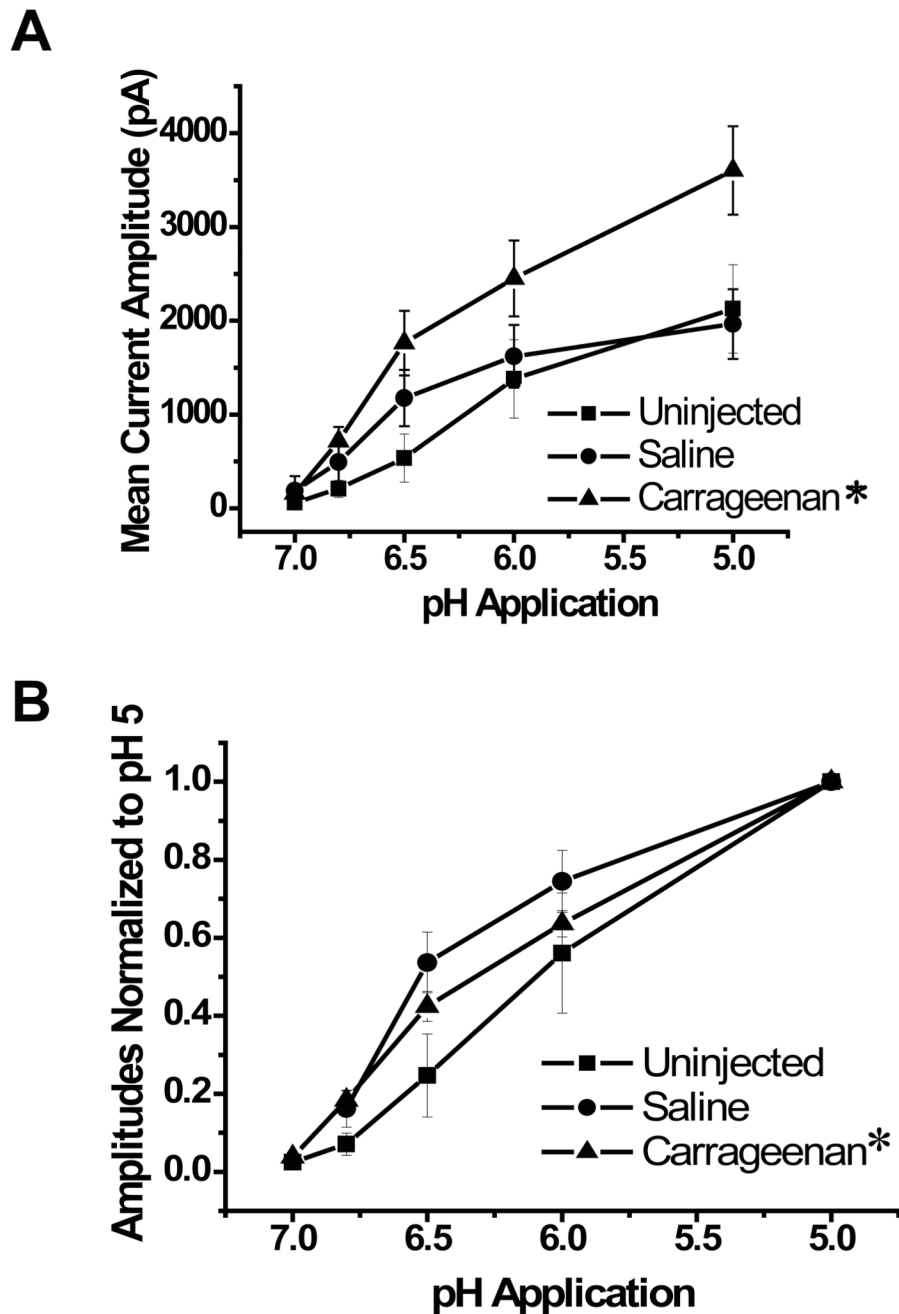 A
Mean Current Amplitude (pA)
4000
3000
2000
1000
0
Uninjected
Saline
Carrageenan*
7.0 6.5 6.0 5.5 5.0
pH Application
B
Amplitudes Normalized to pH 5
1.0
0.8
0.6
0.4
0.2
0.0
Uninjected
Saline
Carrageenan*
7.0 6.5 6.0 5.5 5.0
pH Application